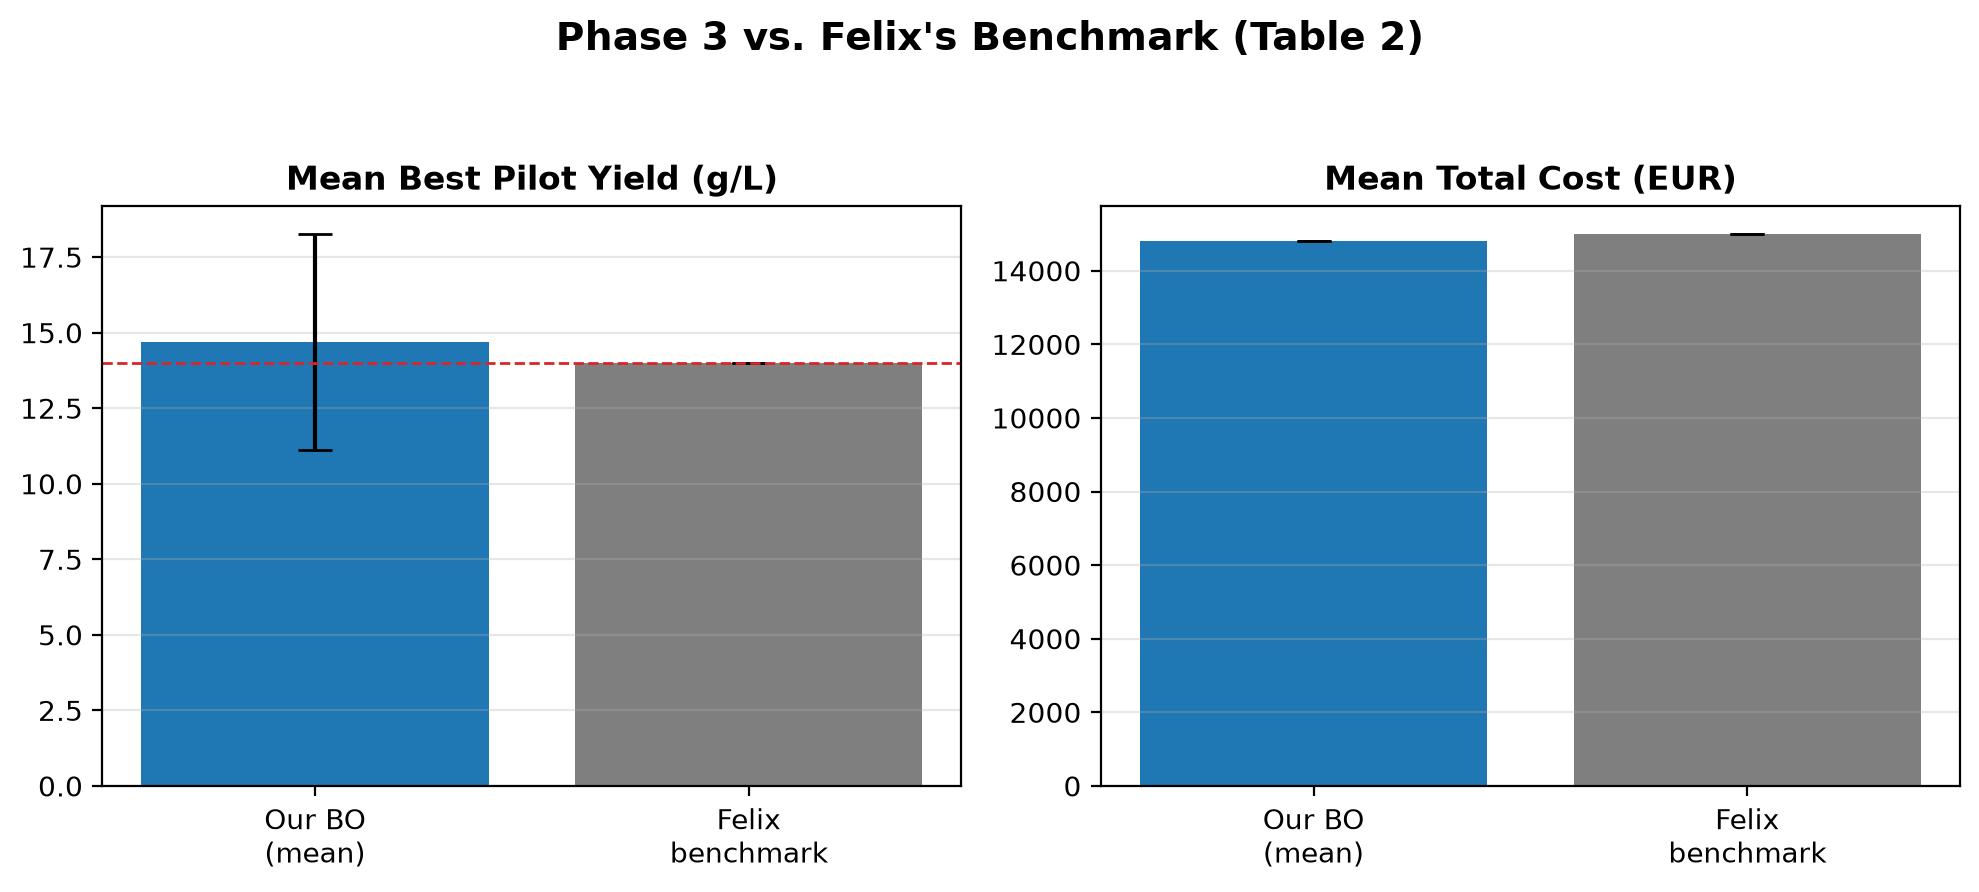 Phase 3 vs. Felix's Benchmark (Table 2)
Mean Best Pilot Yield (g/L)
17.5
15.0
12.5
10.0
7.5
5.0
2.5
0.0
Our BO
(mean)
Felix
benchmark
Mean Total Cost (EUR)
14000
12000
10000
8000
6000
4000
2000
0
Our BO
(mean)
Felix
benchmark